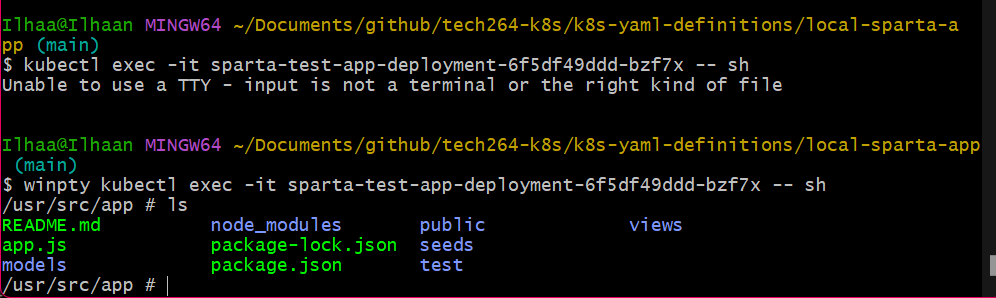 Ilhaa@Ilhaan MINGW64 ~/Documents/github/tech264-k8s/k8s-yaml-definitions/local-sparta-a
pp (main)
$ kubectl exec -it sparta-test-app-deployment-6f5df49ddd-bzf7x -- sh
Unable to use a TTY - input is not a terminal or the right kind of file
Ilhaa@Ilhaan MINGW64 ~/Documents/github/tech264-k8s/k8s-yaml-definitions/local-sparta-app
(main)
$ winpty kubectl exec -it sparta-test-app-deployment-6f5df49ddd-bzf7x -- sh
/usr/src/app # ls
README.md node_modules public views
app.js package-lock.json seeds
models package.json test
/usr/src/app #